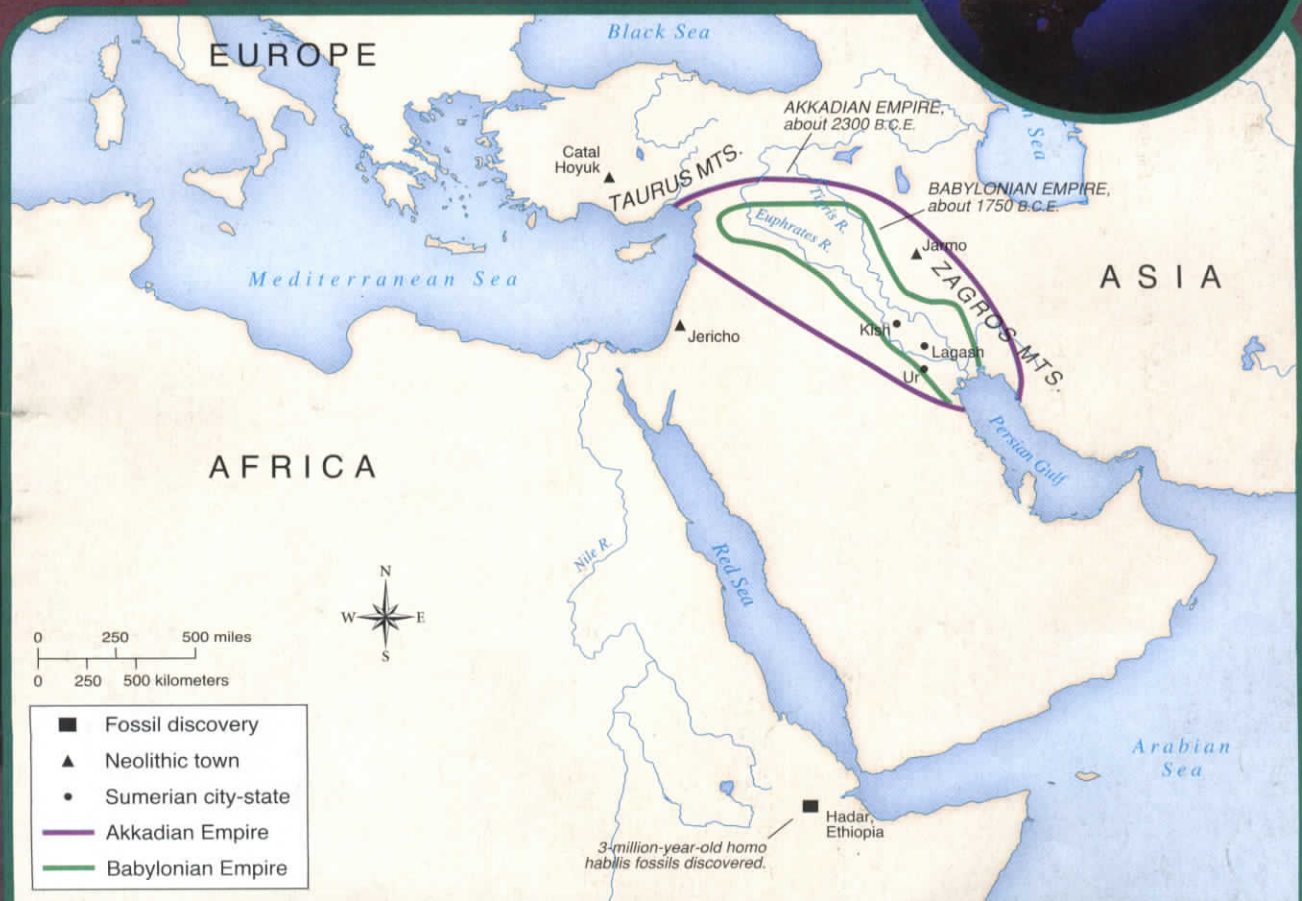 EUROPE
Black Sea
AKKADIAN EMPIRE,
about 2300 B.C.E.
Sea
Catal
Hoyuk
TAURUS MTS.
BABYLONIAN EMPIRE,
about 1750 B.C.E.
Tigris R.
Euphrates R.
Jarmo
ZAGROS MTS.
ASIA
Mediterranean Sea
Kish
Jericho
Lagash
Ur
Persian Gulf
AFRICA
Nile R.
Red Sea
N
W E
S
0 250 500 miles
0 250 500 kilometers
Fossil discovery
Neolithic town
Sumerian city-state
Akkadian Empire
Babylonian Empire
Arabian
Sea
Hadar,
Ethiopia
3-million-year-old homo
habilis fossils discovered.